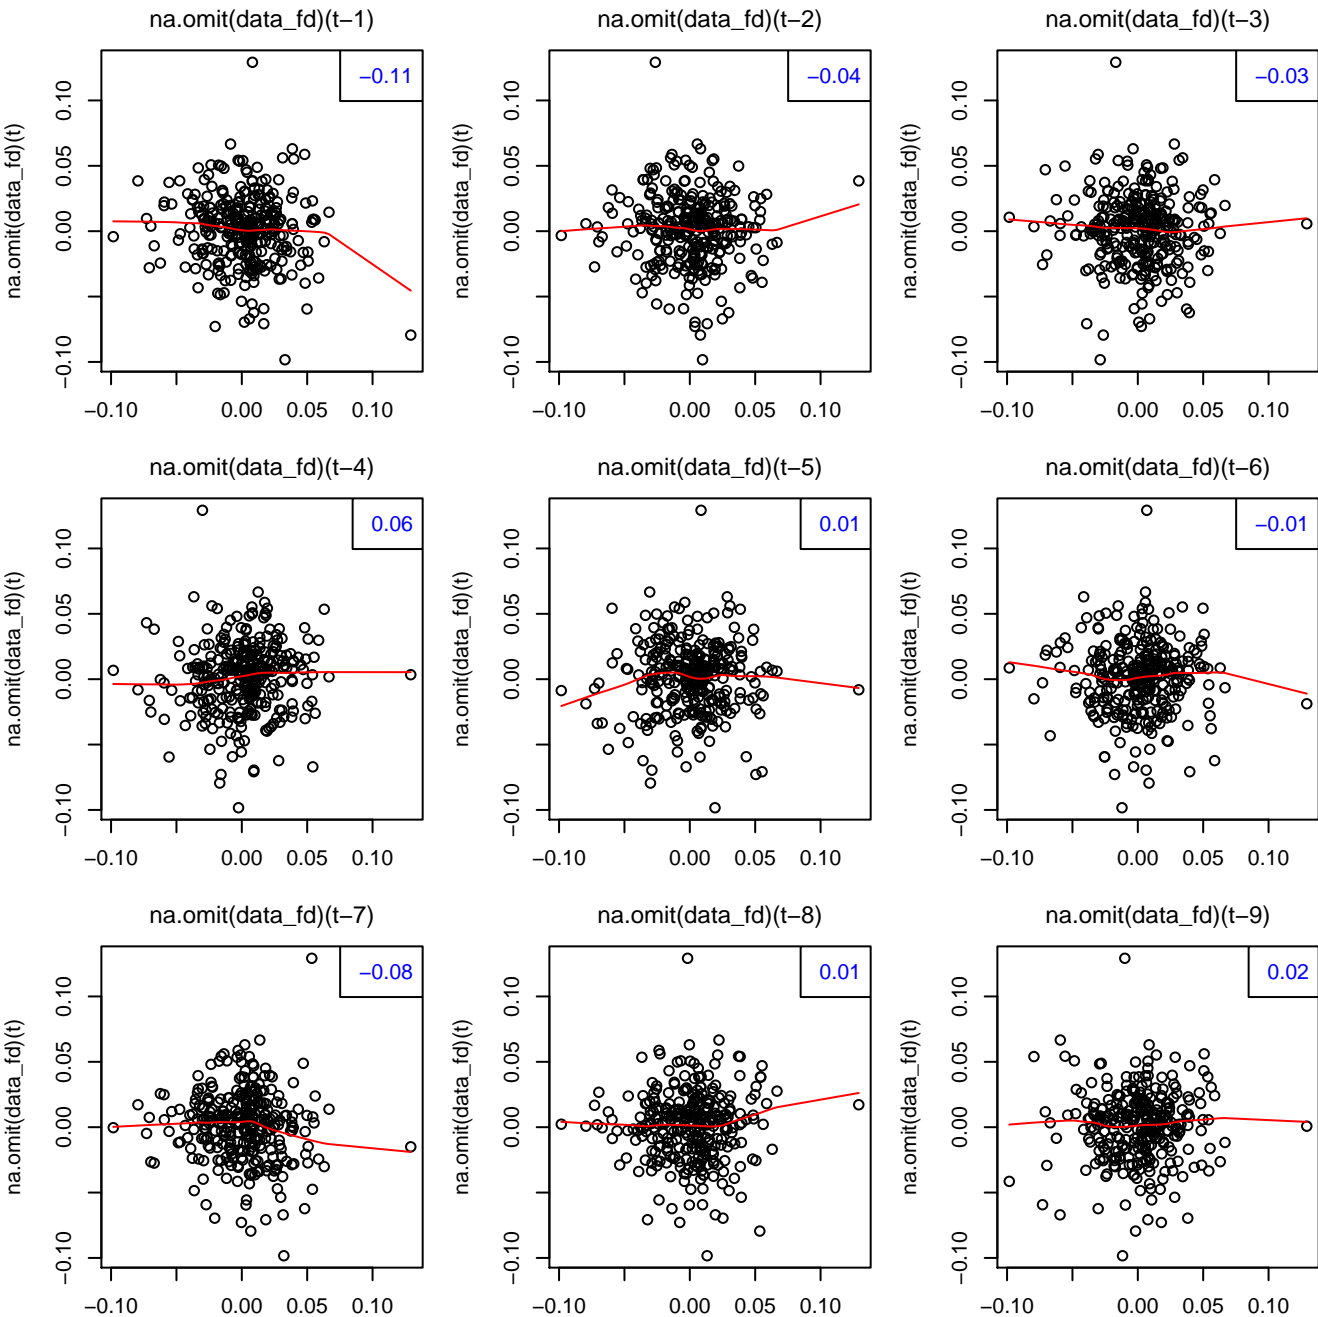 na.omit(data_fd)(t−1)
na.omit(data_fd)(t−2)
na.omit(data_fd)(t−3)
−0.11
−0.04
−0.03
na.omit(data_fd)(t)
0.10
0.05
0.00
−0.10
−0.10 0.00 0.05 0.10
na.omit(data_fd)(t)
0.10
0.05
0.00
−0.10
−0.10 0.00 0.05 0.10
na.omit(data_fd)(t)
0.10
0.05
0.00
−0.10
−0.10 0.00 0.05 0.10
na.omit(data_fd)(t−4)
na.omit(data_fd)(t−5)
na.omit(data_fd)(t−6)
0.06
0.01
−0.01
na.omit(data_fd)(t)
0.10
0.05
0.00
−0.10
−0.10 0.00 0.05 0.10
na.omit(data_fd)(t)
0.10
0.05
0.00
−0.10
−0.10 0.00 0.05 0.10
na.omit(data_fd)(t)
0.10
0.05
0.00
−0.10
−0.10 0.00 0.05 0.10
na.omit(data_fd)(t−7)
na.omit(data_fd)(t−8)
na.omit(data_fd)(t−9)
−0.08
0.01
0.02
na.omit(data_fd)(t)
0.10
0.05
0.00
−0.10
−0.10 0.00 0.05 0.10
na.omit(data_fd)(t)
0.10
0.05
0.00
−0.10
−0.10 0.00 0.05 0.10
na.omit(data_fd)(t)
0.10
0.05
0.00
−0.10
−0.10 0.00 0.05 0.10